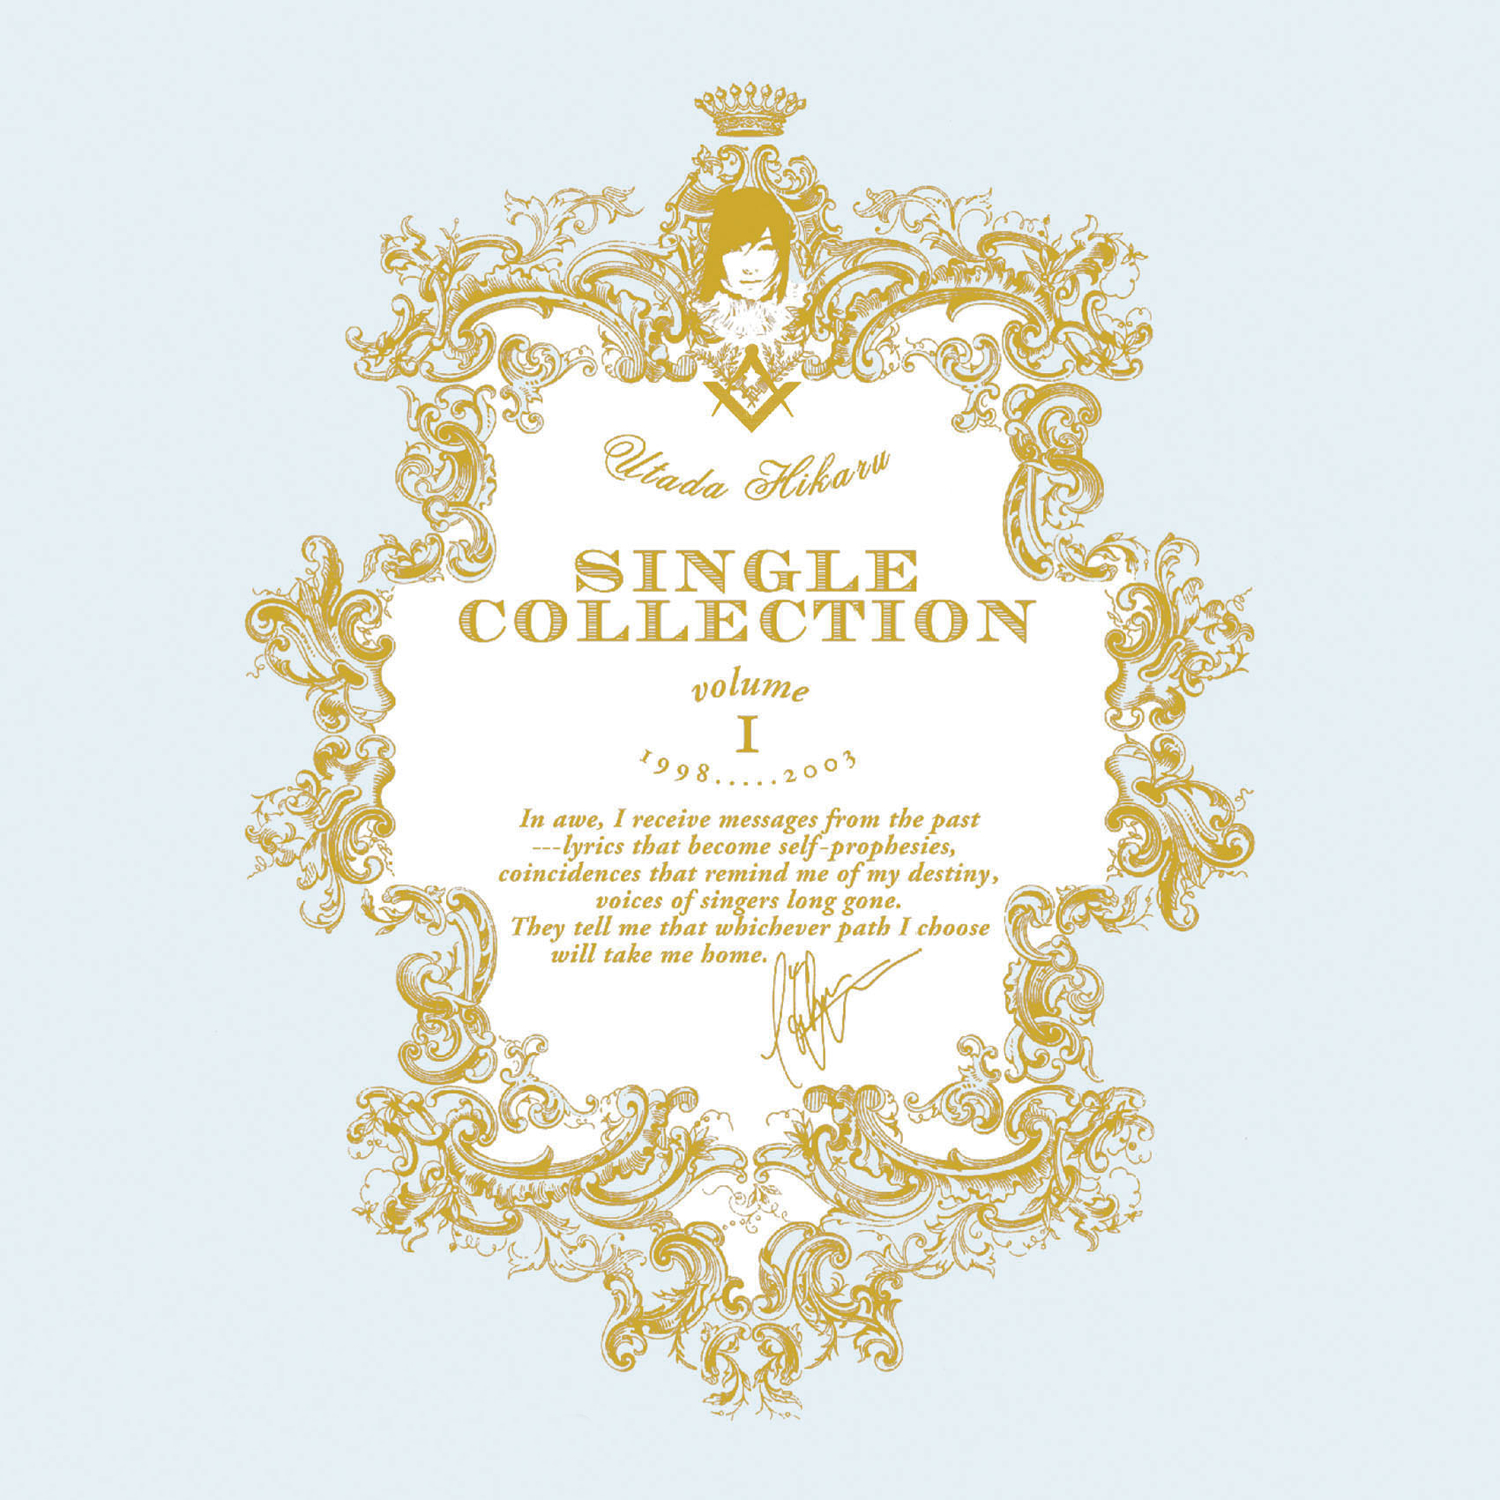 Utada Hikaru
SINGLE
COLLECTION
volume
I
1998.....2003
In awe, I receive messages from the past
---lyrics that become self-prophesies,
coincidences that remind me of my destiny,
voices of singers long gone.
They tell me that whichever path I choose
will take me home.